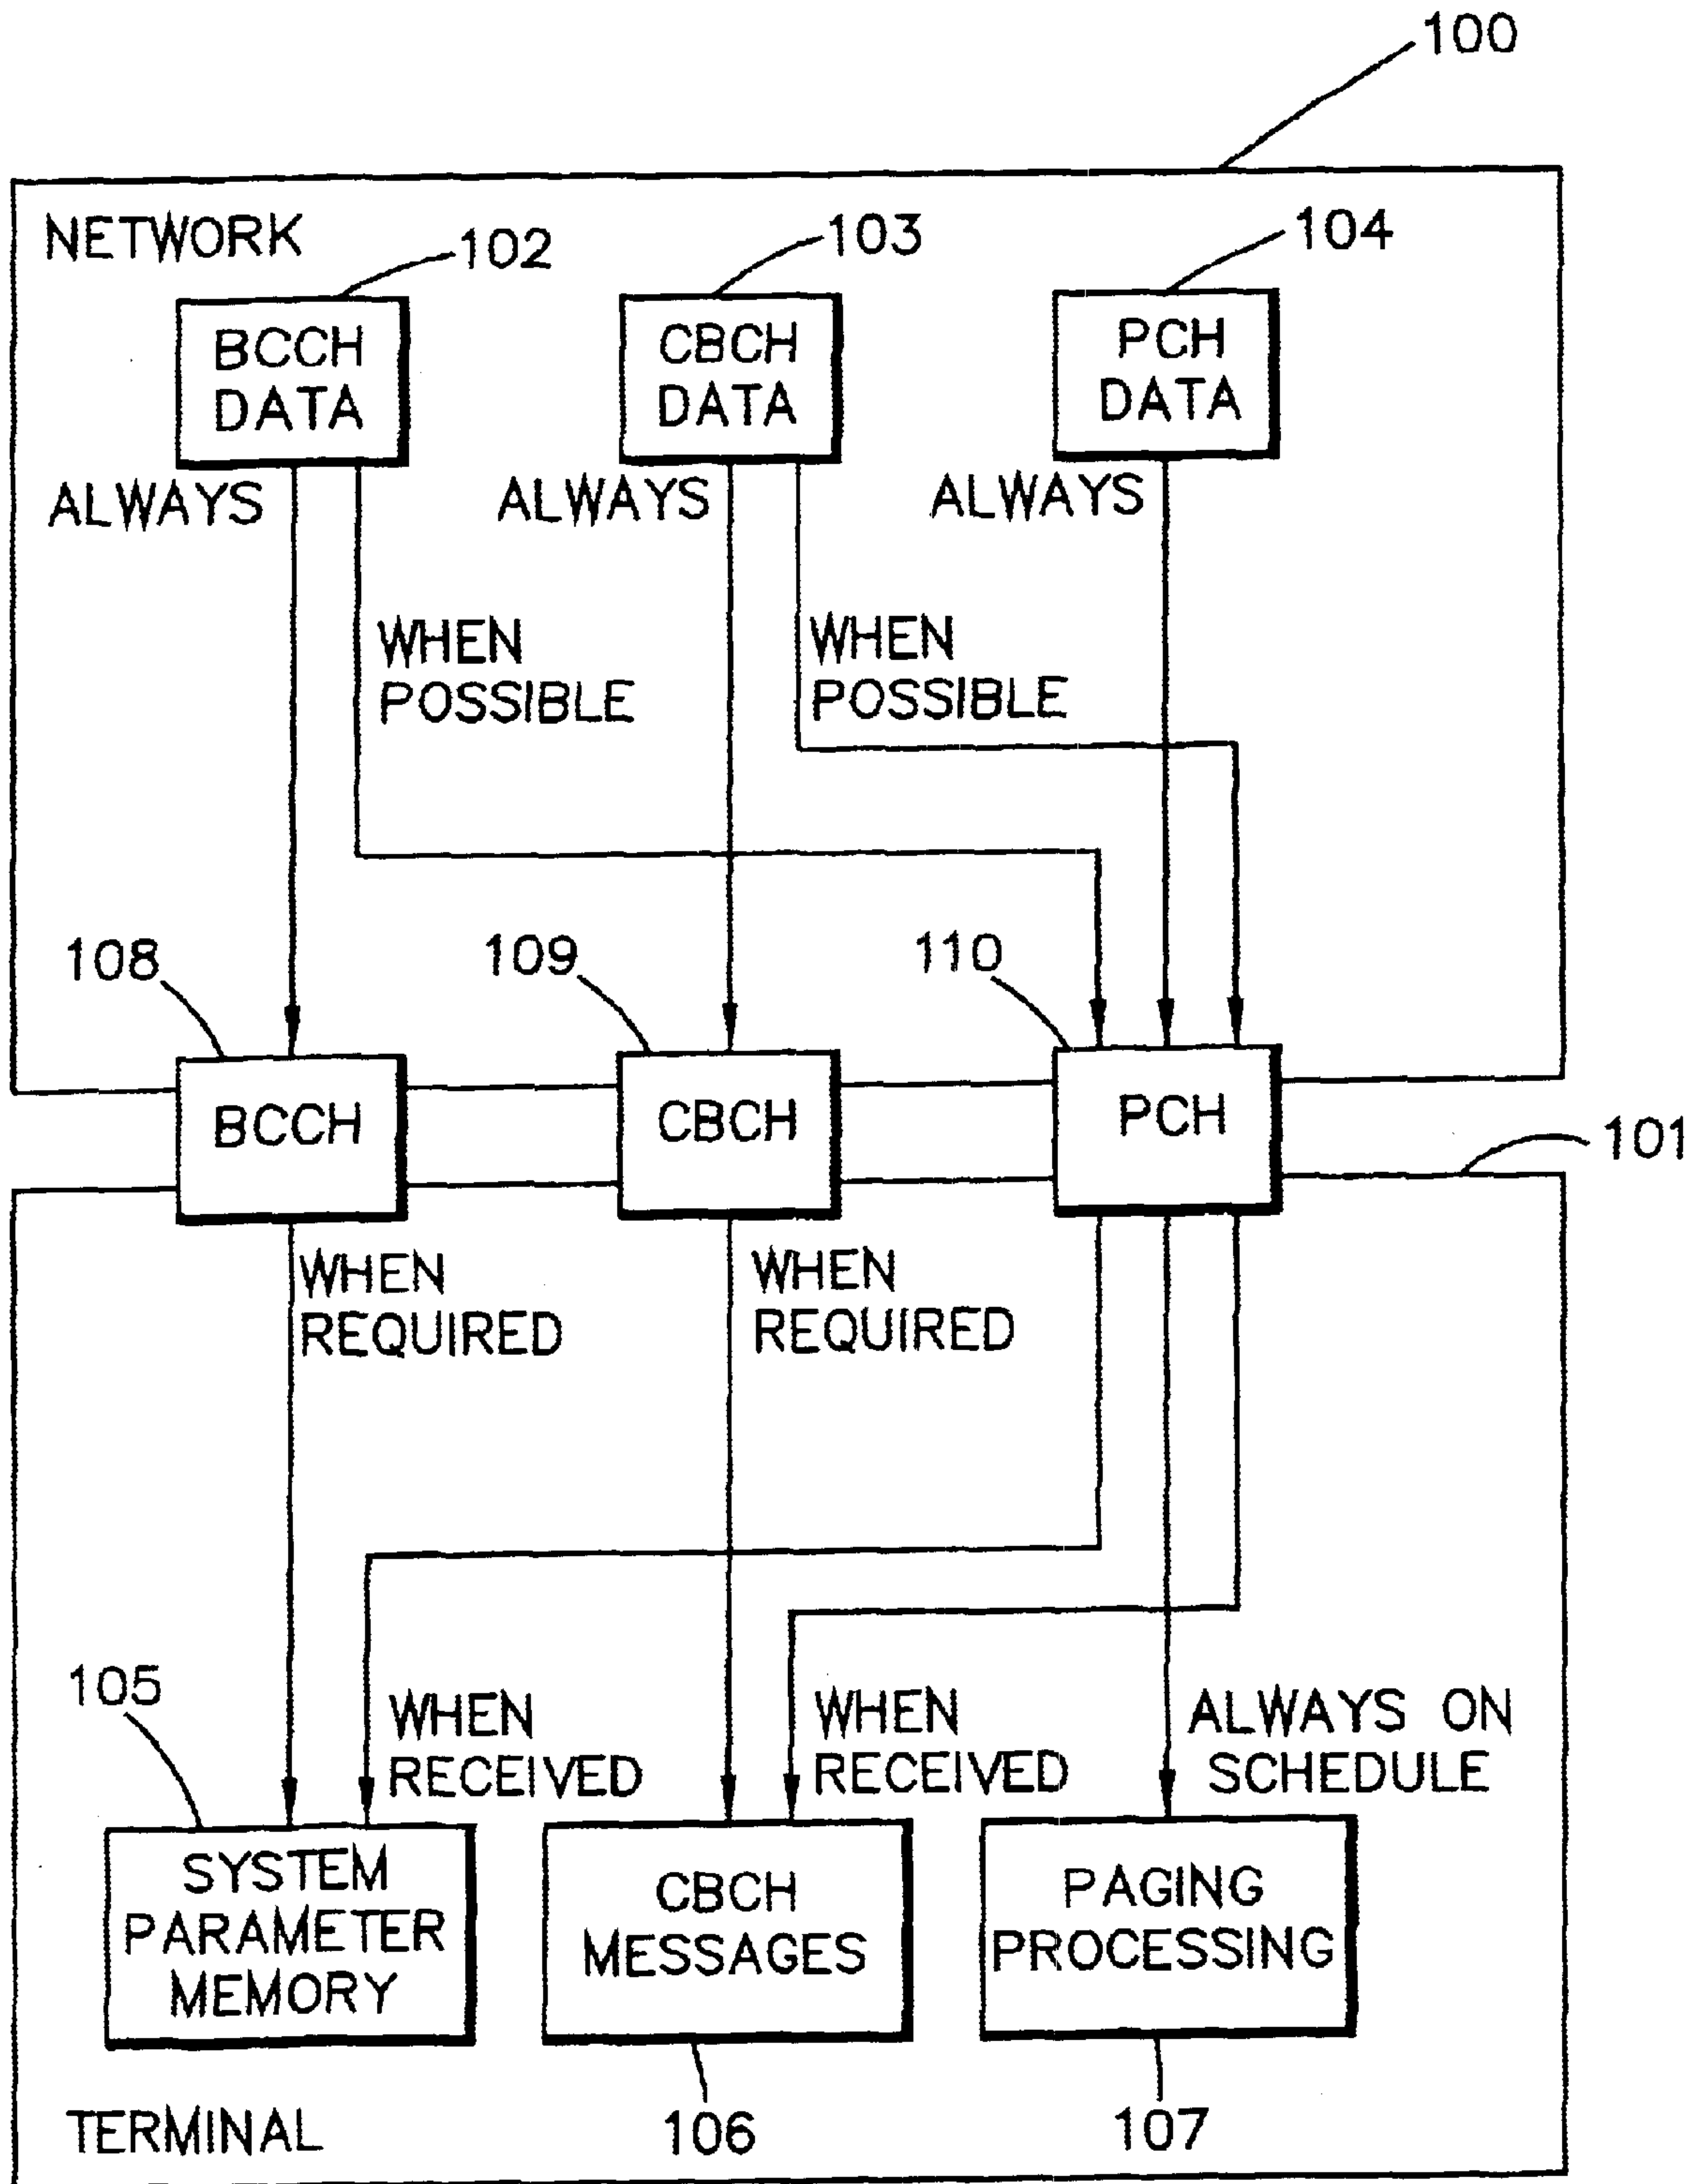 100
NETWORK
102
103
104
BCCH
DATA
CBCH
DATA
PCH
DATA
ALWAYS
ALWAYS
ALWAYS
WHEN
POSSIBLE
WHEN
POSSIBLE
108
109
110
BCCH
CBCH
PCH
101
WHEN
REQUIRED
WHEN
REQUIRED
105
WHEN
RECEIVED
WHEN
RECEIVED
ALWAYS ON
SCHEDULE
SYSTEM
PARAMETER
MEMORY
CBCH
MESSAGES
PAGING
PROCESSING
TERMINAL
106
107